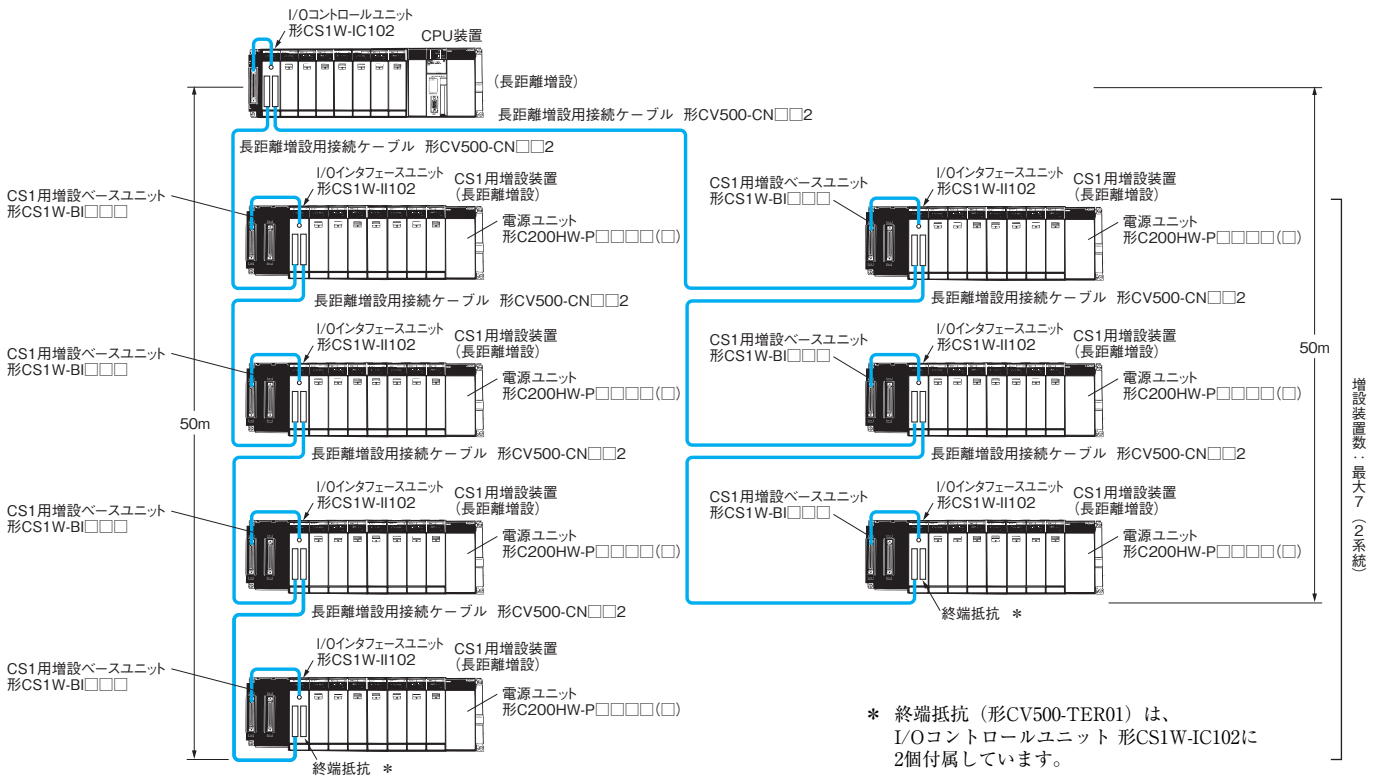 I/Oコントロールユニット
形CS1W-IC102
CPU装置
(長距離増設)
長距離増設用接続ケーブル 形CV500-CN□□2
長距離増設用接続ケーブル 形CV500-CN□□2
CS1用増設ベースユニット
形CS1W-BI□□□
I/Oインタフェースユニット
形CS1W-II102
CS1用増設装置
(長距離増設)
電源ユニット
形C200HW-P□□□□(□)
CS1用増設ベースユニット
形CS1W-BI□□□
I/Oインタフェースユニット
形CS1W-II102
CS1用増設装置
(長距離増設)
電源ユニット
形C200HW-P□□□□(□)
長距離増設用接続ケーブル 形CV500-CN□□2
長距離増設用接続ケーブル 形CV500-CN□□2
CS1用増設ベースユニット
形CS1W-BI□□□
I/Oインタフェースユニット
形CS1W-II102
CS1用増設装置
(長距離増設)
電源ユニット
形C200HW-P□□□□(□)
CS1用増設ベースユニット
形CS1W-BI□□□
I/Oインタフェースユニット
形CS1W-II102
CS1用増設装置
(長距離増設)
電源ユニット
形C200HW-P□□□□(□)
50m
50m
長距離増設用接続ケーブル 形CV500-CN□□2
長距離増設用接続ケーブル 形CV500-CN□□2
CS1用増設ベースユニット
形CS1W-BI□□□
I/Oインタフェースユニット
形CS1W-II102
CS1用増設装置
(長距離増設)
電源ユニット
形C200HW-P□□□□(□)
CS1用増設ベースユニット
形CS1W-BI□□□
I/Oインタフェースユニット
形CS1W-II102
CS1用増設装置
(長距離増設)
電源ユニット
形C200HW-P□□□□(□)
増設装置数:最大7(2系統)
長距離増設用接続ケーブル 形CV500-CN□□2
終端抵抗 *
CS1用増設ベースユニット
形CS1W-BI□□□
I/Oインタフェースユニット
形CS1W-II102
CS1用増設装置
(長距離増設)
電源ユニット
形C200HW-P□□□□(□)
終端抵抗 *
* 終端抵抗(形CV500-TER01)は、
I/Oコントロールユニット 形CS1W-IC102に
2個付属しています。